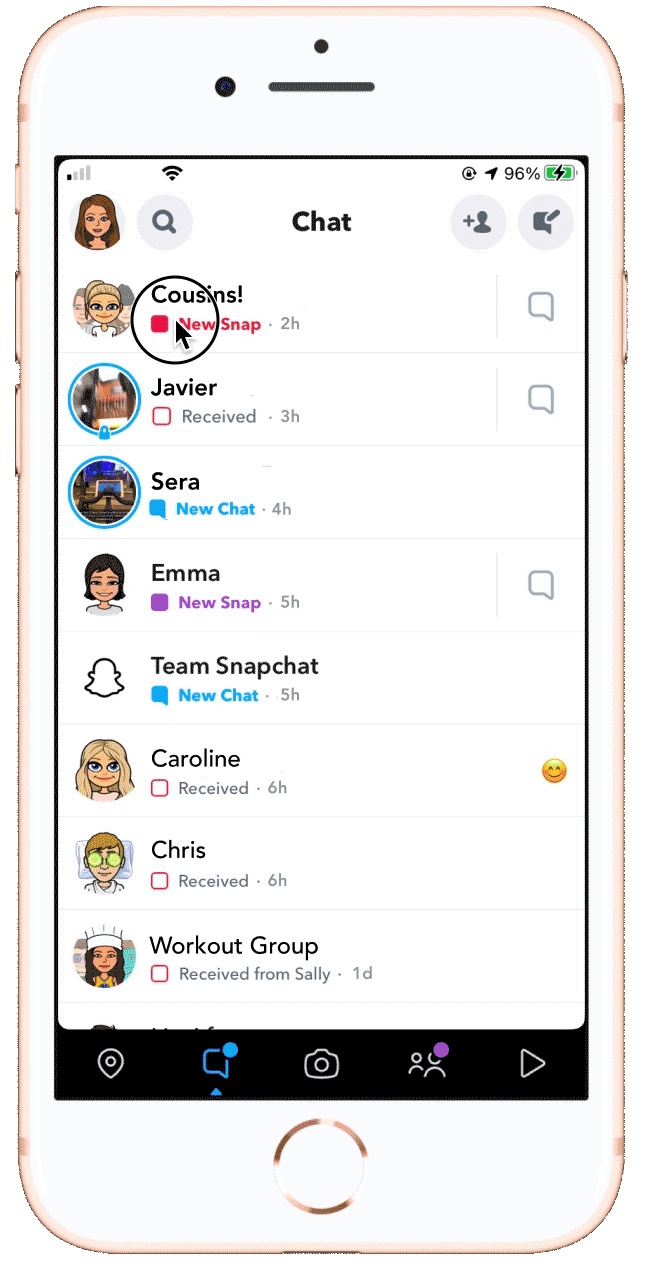 96%
Chat
Cousins!
New Snap · 2h
Javier
Received · 3h
Sera
New Chat · 4h
Emma
New Snap · 5h
Team Snapchat
New Chat · 5h
Caroline
Received · 6h
Chris
Received · 6h
Workout Group
Received from Sally · 1d